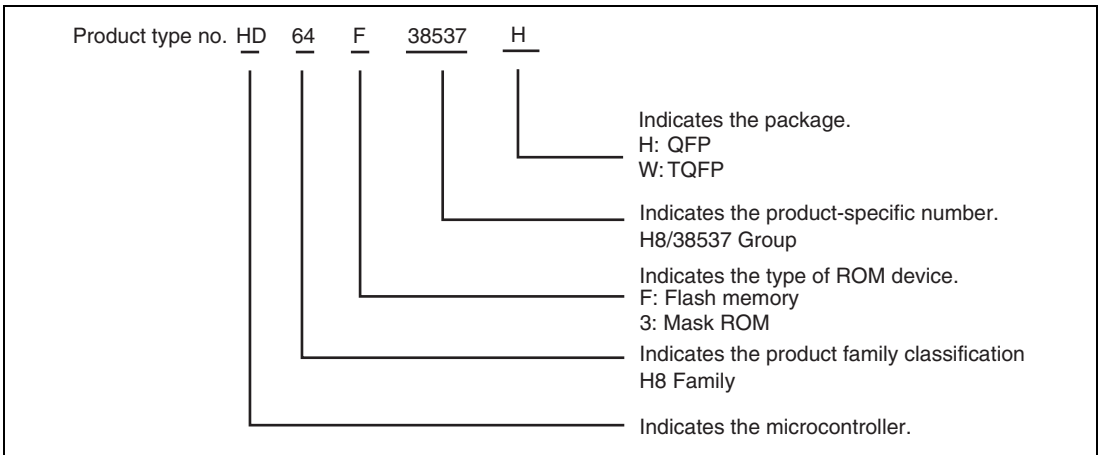 Product type no. HD 64 F 38537 H
Indicates the package.
H: QFP
W: TQFP
Indicates the product-specific number.
H8/38537 Group
Indicates the type of ROM device.
F: Flash memory
3: Mask ROM
Indicates the product family classification
H8 Family
Indicates the microcontroller.